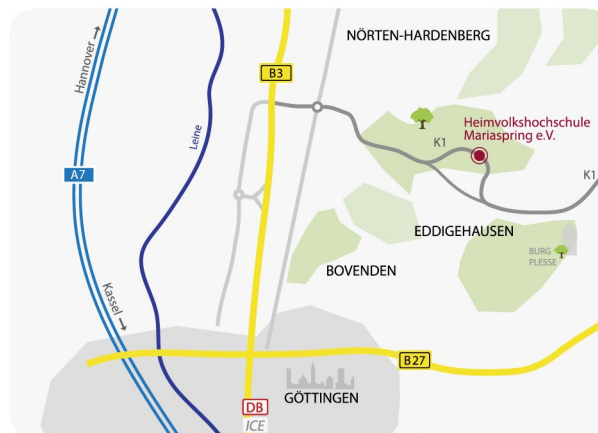 NÖRTEN-HARDENBERG
Hannover →
B3
Heimvolkshochschule
Mariaspring e.V.
Leine
K1
K1
A7
EDDIGEHAUSEN
BURG
PLESSE
BOVENDEN
Kassel →
B27
DB
ICE
GÖTTINGEN